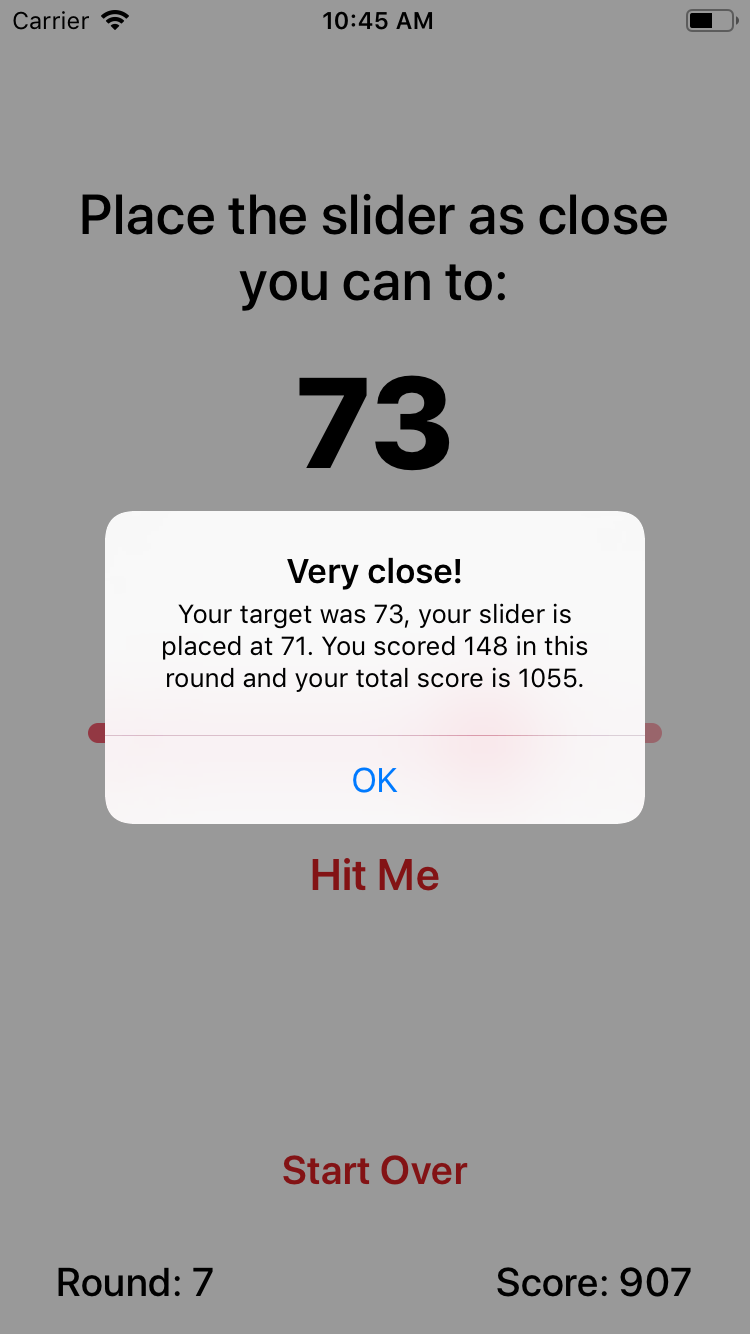 Carrier 10:45 AM
Place the slider as close
you can to:
73
Very close!
Your target was 73, your slider is
placed at 71. You scored 148 in this
round and your total score is 1055.
OK
Hit Me
Start Over
Round: 7 Score: 907